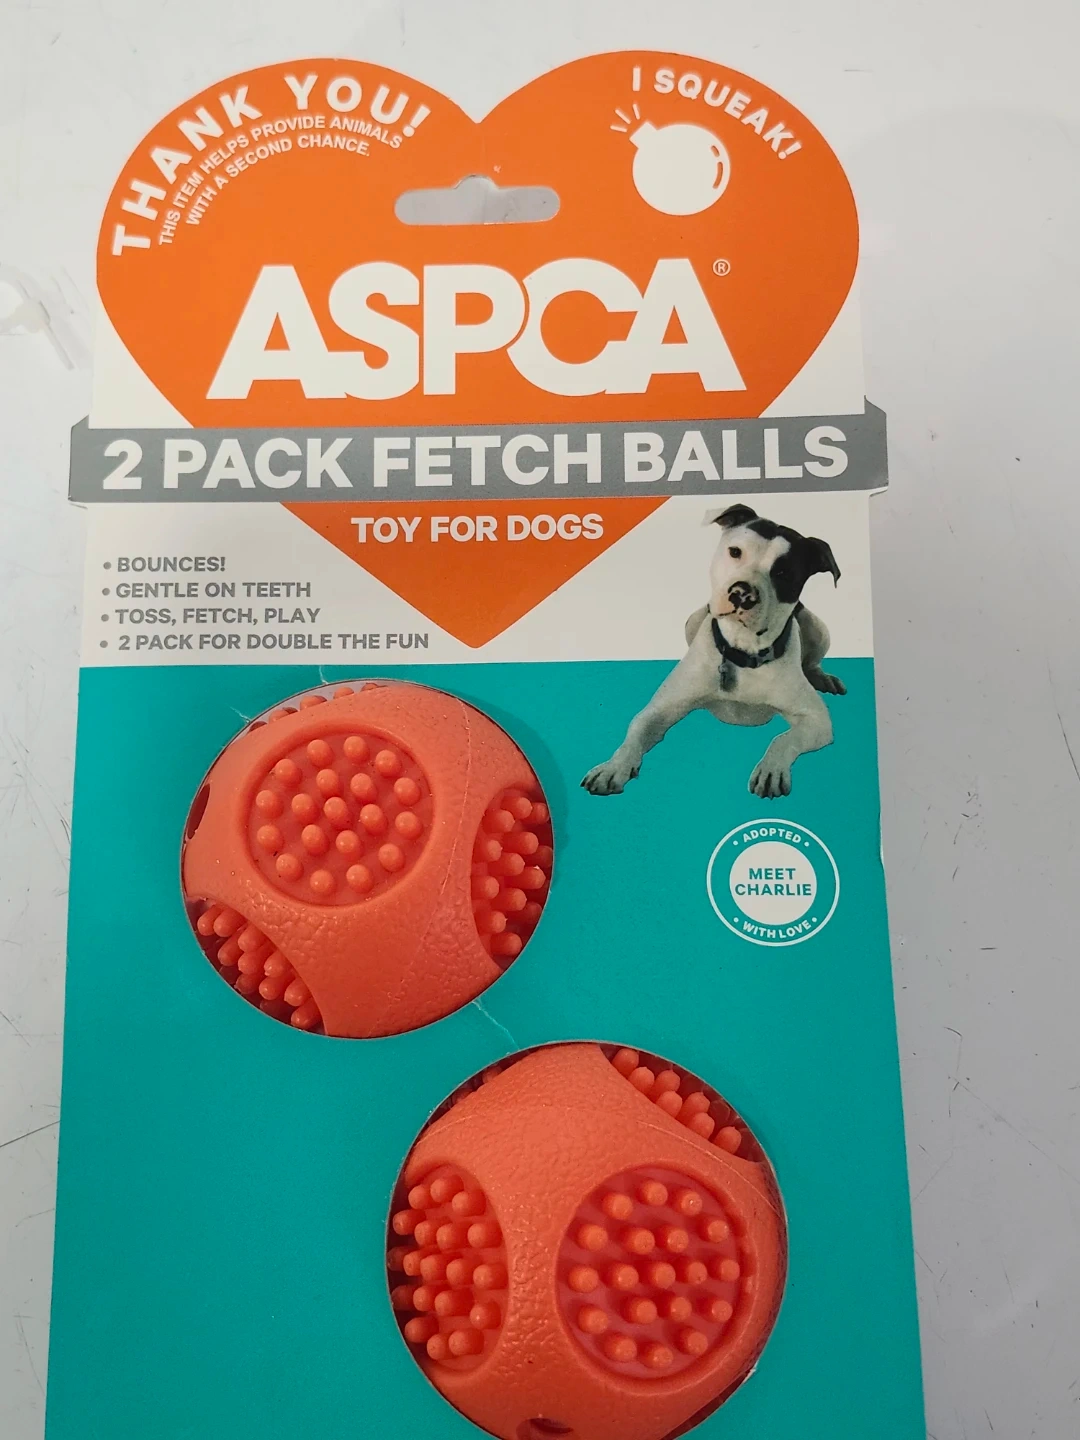 THANK YOU!
THIS ITEM HELPS PROVIDE ANIMALS
WITH A SECOND CHANCE.
I SQUEAK!
ASPCA®
2 PACK FETCH BALLS
TOY FOR DOGS
• BOUNCES!
• GENTLE ON TEETH
• TOSS, FETCH, PLAY
• 2 PACK FOR DOUBLE THE FUN
• ADOPTED •
MEET
CHARLIE
• WITH LOVE •